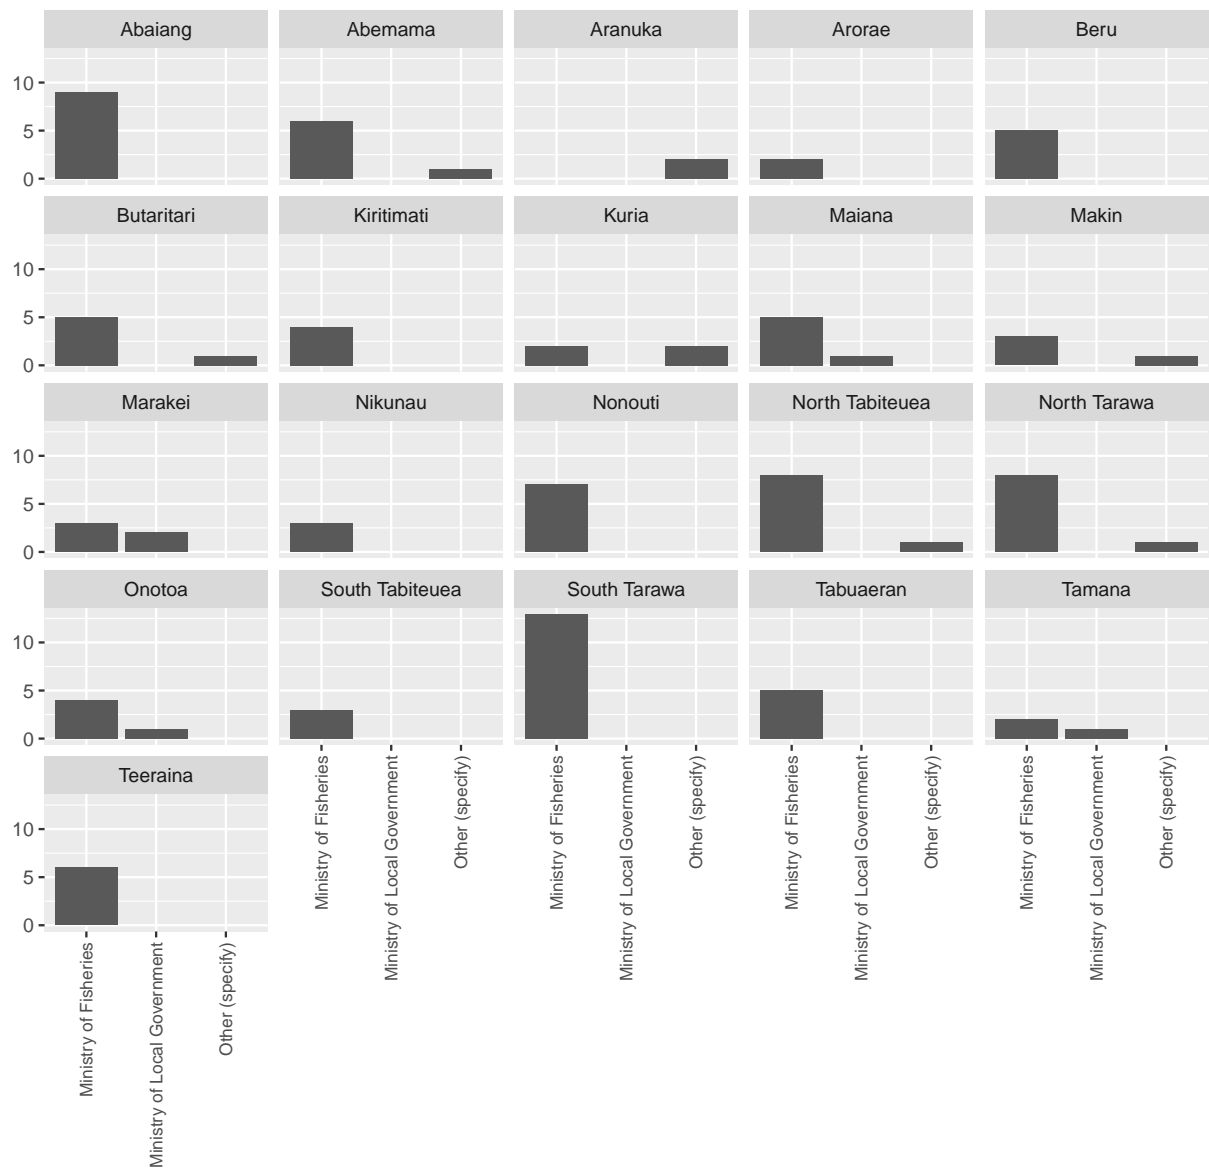 Abaiang Abemama Aranuka Arorae Beru
10
5
0
Butaritari Kiritimati Kuria Maiana Makin
10
5
0
Marakei Nikunau Nonouti North Tabiteuea North Tarawa
10
5
0
Onotoa South Tabiteuea South Tarawa Tabuaeran Tamana
10
5
0
Ministry of Fisheries
Ministry of Local Government
Other (specify)
Ministry of Fisheries
Ministry of Local Government
Other (specify)
Ministry of Fisheries
Ministry of Local Government
Other (specify)
Ministry of Fisheries
Ministry of Local Government
Other (specify)
Teeraina
10
5
0
Ministry of Fisheries
Ministry of Local Government
Other (specify)